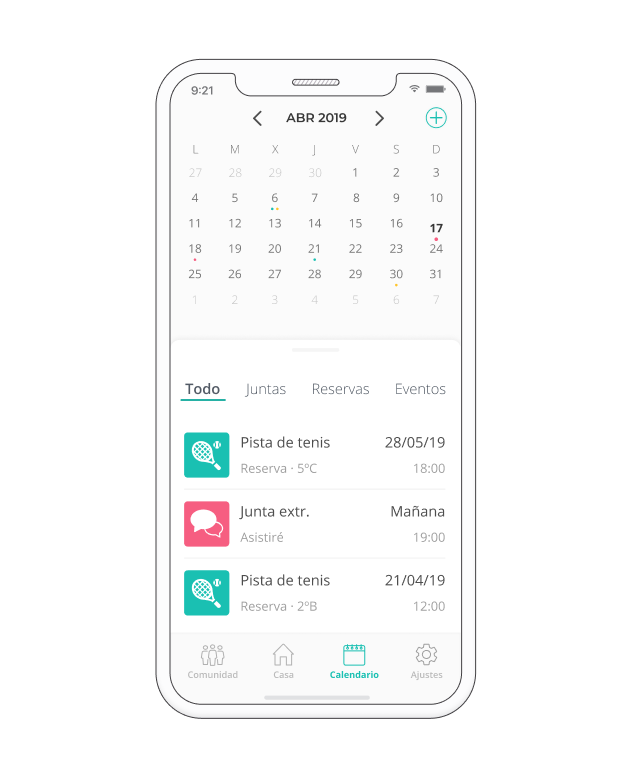 9:21
ABR 2019
L M X J V S D
27 28 29 30 1 2 3
4 5 6 7 8 9 10
11 12 13 14 15 16 17
18 19 20 21 22 23 24
25 26 27 28 29 30 31
1 2 3 4 5 6 7
Todo Juntas Reservas Eventos
Pista de tenis 28/05/19
Reserva · 5ºC 18:00
Junta extr. Mañana
Asistiré 19:00
Pista de tenis 21/04/19
Reserva · 2ºB 12:00
Comunidad Casa Calendario Ajustes